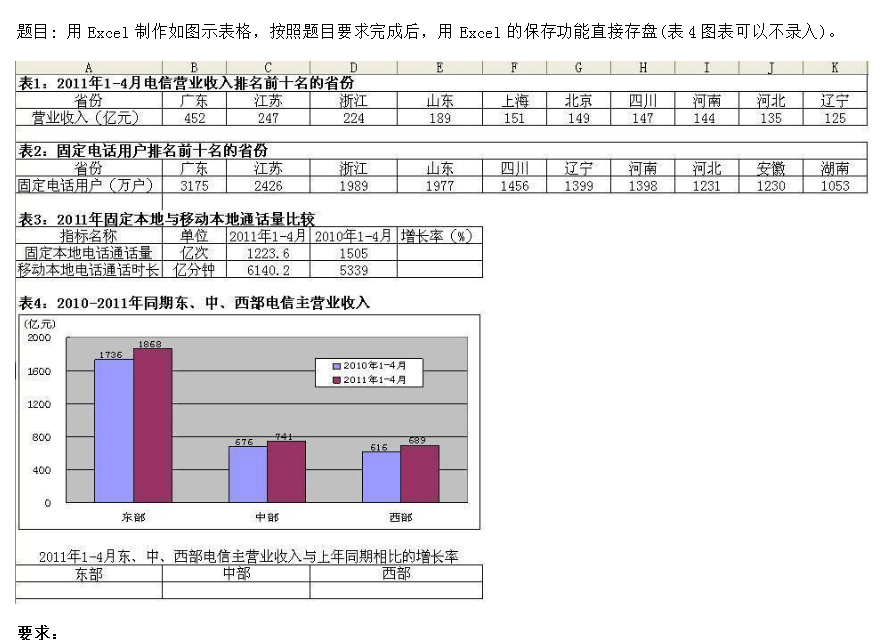 题目：用 Excel 制作如图示表格，按照题目要求完成后，用 Excel 的保存功能直接存盘(表 4 图表可以不录入)。
A B C D E F G H I J K
表1：2011年1-4月电信营业收入排名前十名的省份
省份 广东 江苏 浙江 山东 上海 北京 四川 河南 河北 辽宁
营业收入（亿元） 452 247 224 189 151 149 147 144 135 125
表2：固定电话用户排名前十名的省份
省份 广东 江苏 浙江 山东 四川 辽宁 河南 河北 安徽 湖南
固定电话用户（万户） 3175 2426 1989 1977 1456 1399 1398 1231 1230 1053
表3：2011年固定本地与移动本地通话量比较
指标名称 单位 2011年1-4月 2010年1-4月 增长率（%）
固定本地电话通话量 亿次 1223.6 1505
移动本地电话通话时长 亿分钟 6140.2 5339
表4：2010-2011年同期东、中、西部电信主营业收入
(亿元)
2000
1868
1736
2010年1-4月
1600
2011年1-4月
1200
800
676 741 616 689
400
0
东部 中部 西部
2011年1-4月东、中、西部电信主营业收入与上年同期相比的增长率
东部 中部 西部
要求：